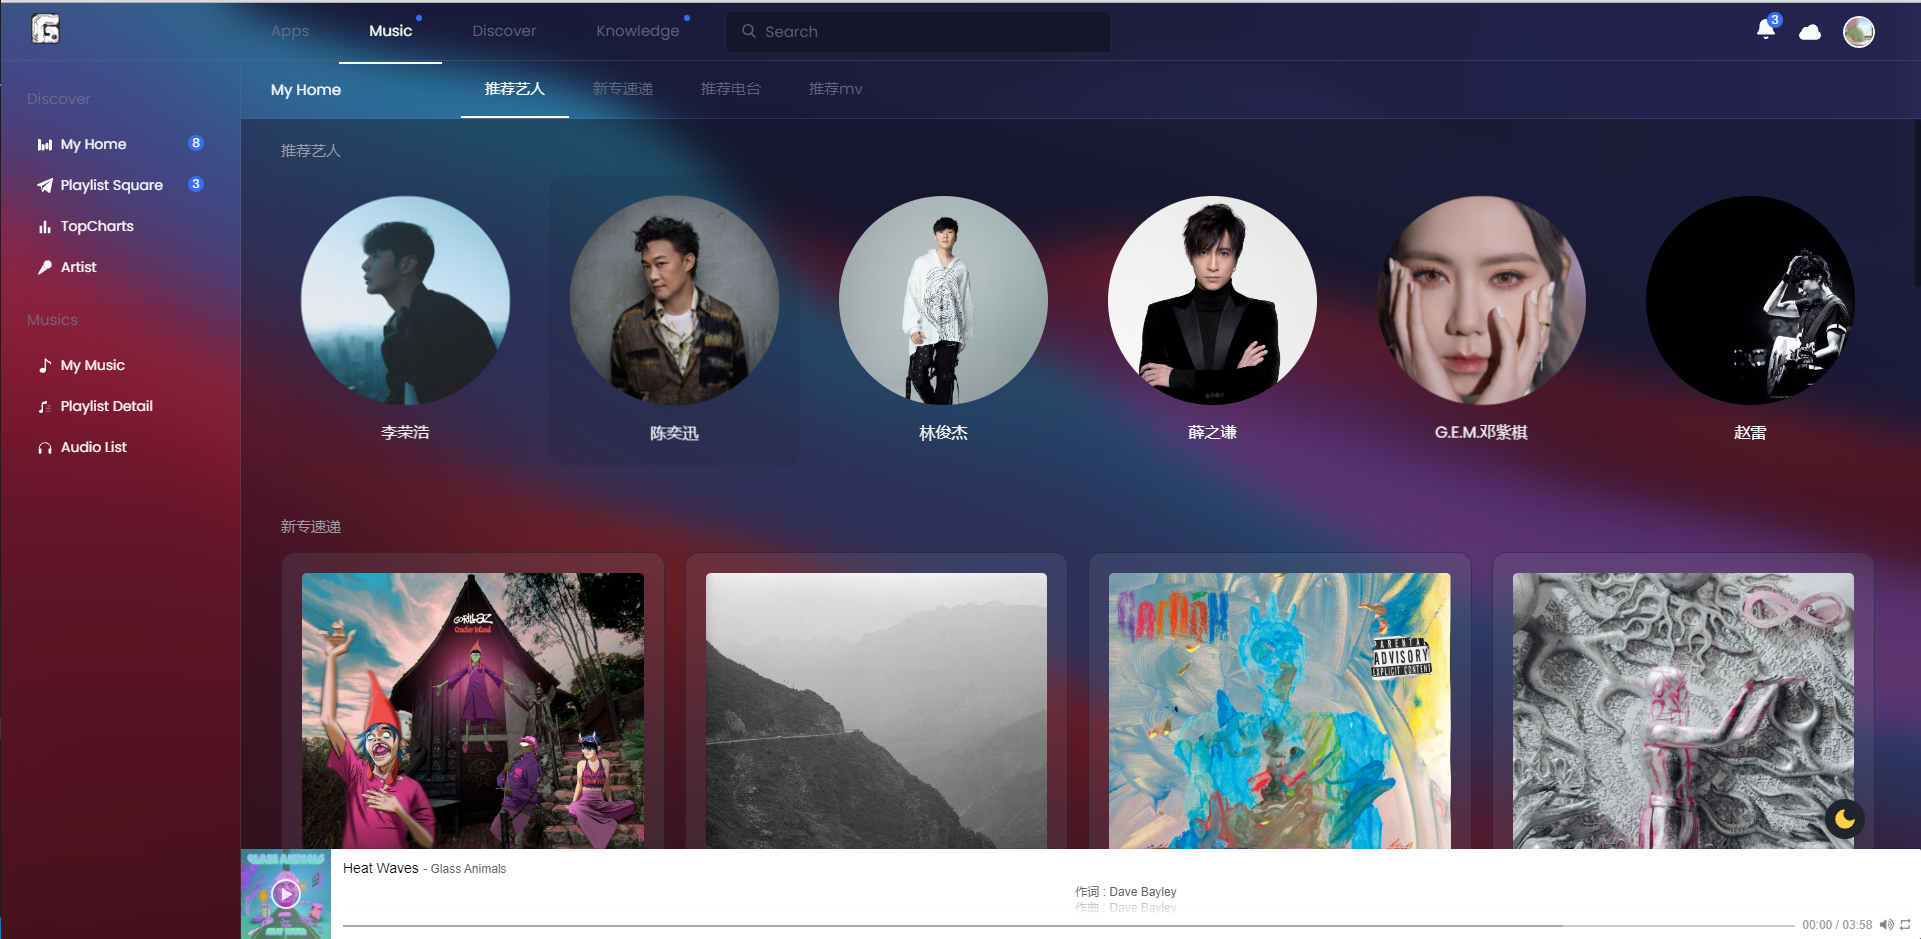 G
Apps
Music
Discover
Knowledge
Search
3
Discover
My Home
8
Playlist Square
3
TopCharts
Artist
Musics
My Music
Playlist Detail
Audio List
My Home
推荐艺人
新专速递
推荐电台
推荐mv
推荐艺人
李荣浩
陈奕迅
林俊杰
薛之谦
G.E.M.邓紫棋
赵雷
新专速递
GORILLAZ
Cracker Island
PARENTAL
ADVISORY
EXPLICIT CONTENT
GLASS ANIMALS
HEAT WAVES
Heat Waves - Glass Animals
作词 : Dave Bayley
作曲 : Dave Bayley
00:00 / 03:58